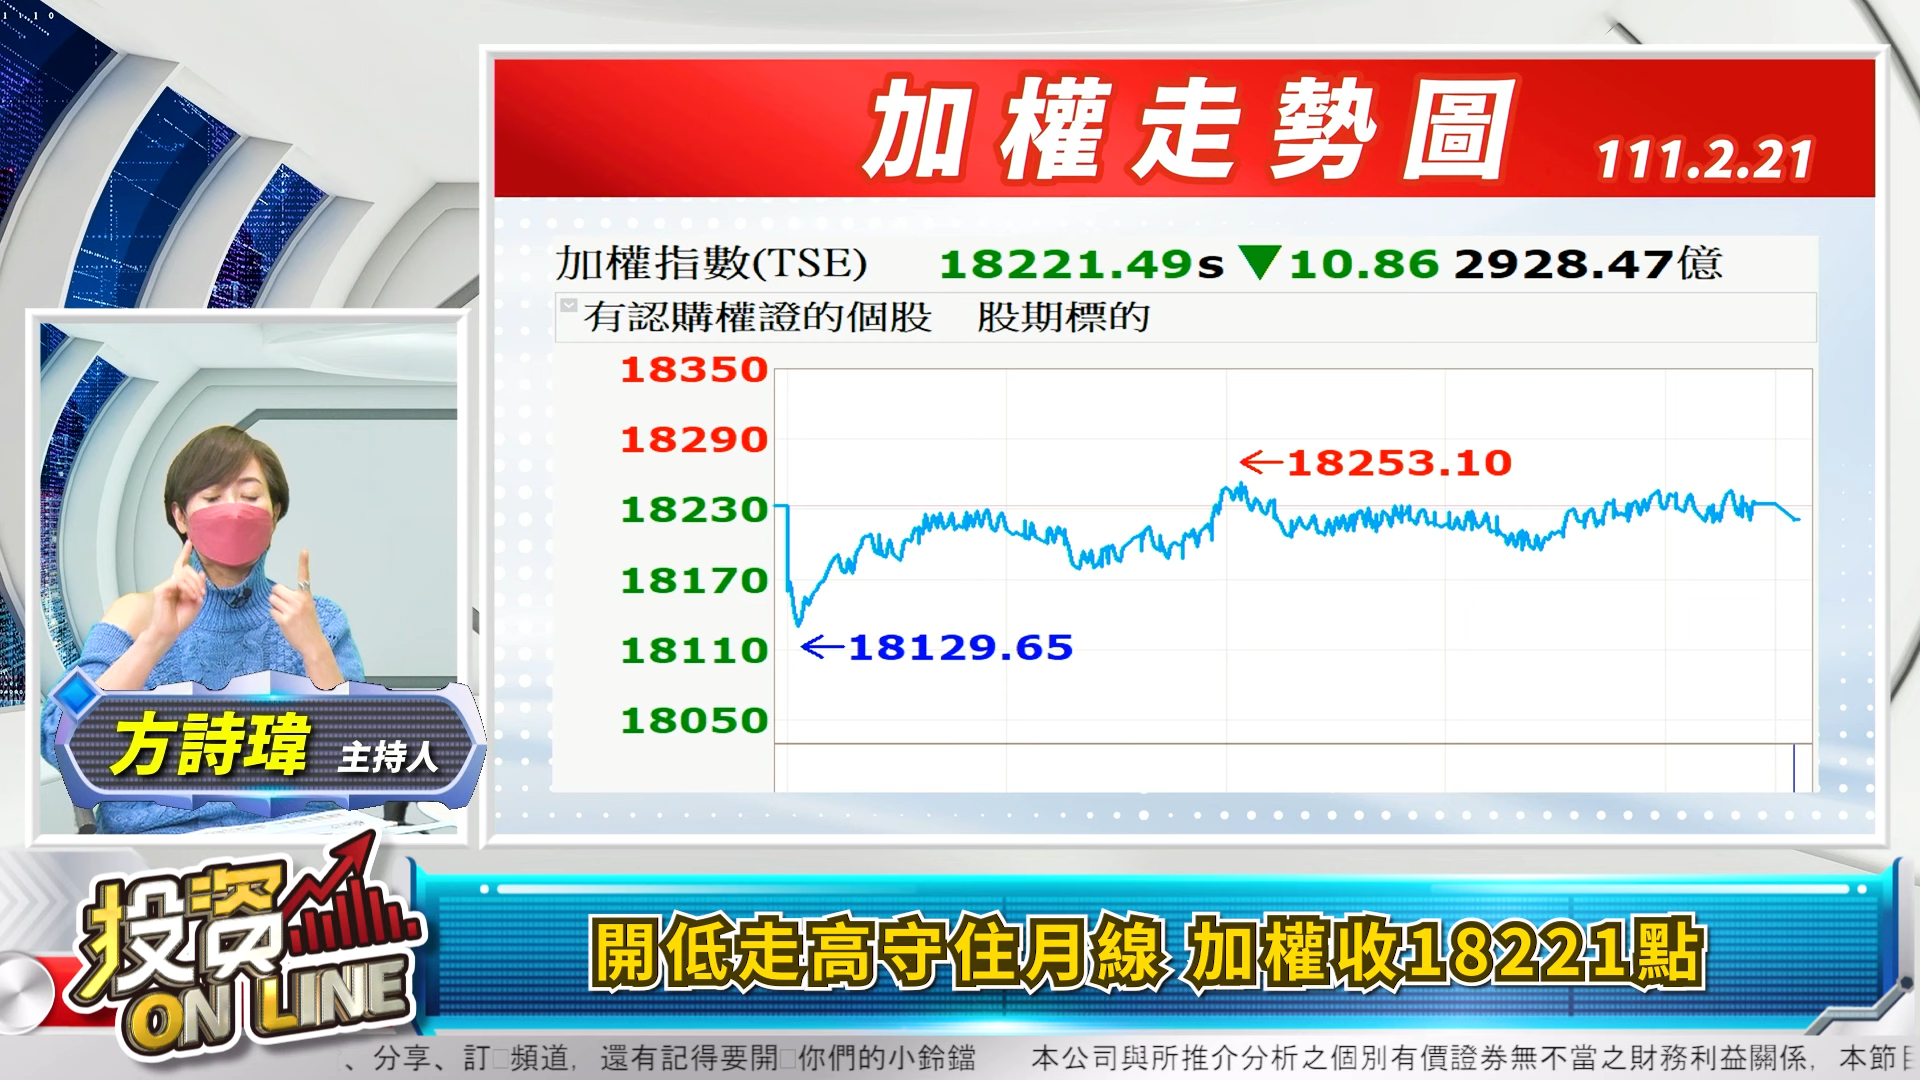 1 1 1 0
加權走勢圖 111.2.21
加權指數(TSE) 18221.49s ▼10.86 2928.47億
有認購權證的個股 股期標的
18350
18290
←18253.10
18230
18170
18110
←18129.65
18050
方詩瑋 主持人
投資
ON LINE
開低走高守住月線 加權收18221點
、分享、訂□頻道，還有記得要開□你們的小鈴鐺 本公司與所推介分析之個別有價證券無不當之財務利益關係，本節目